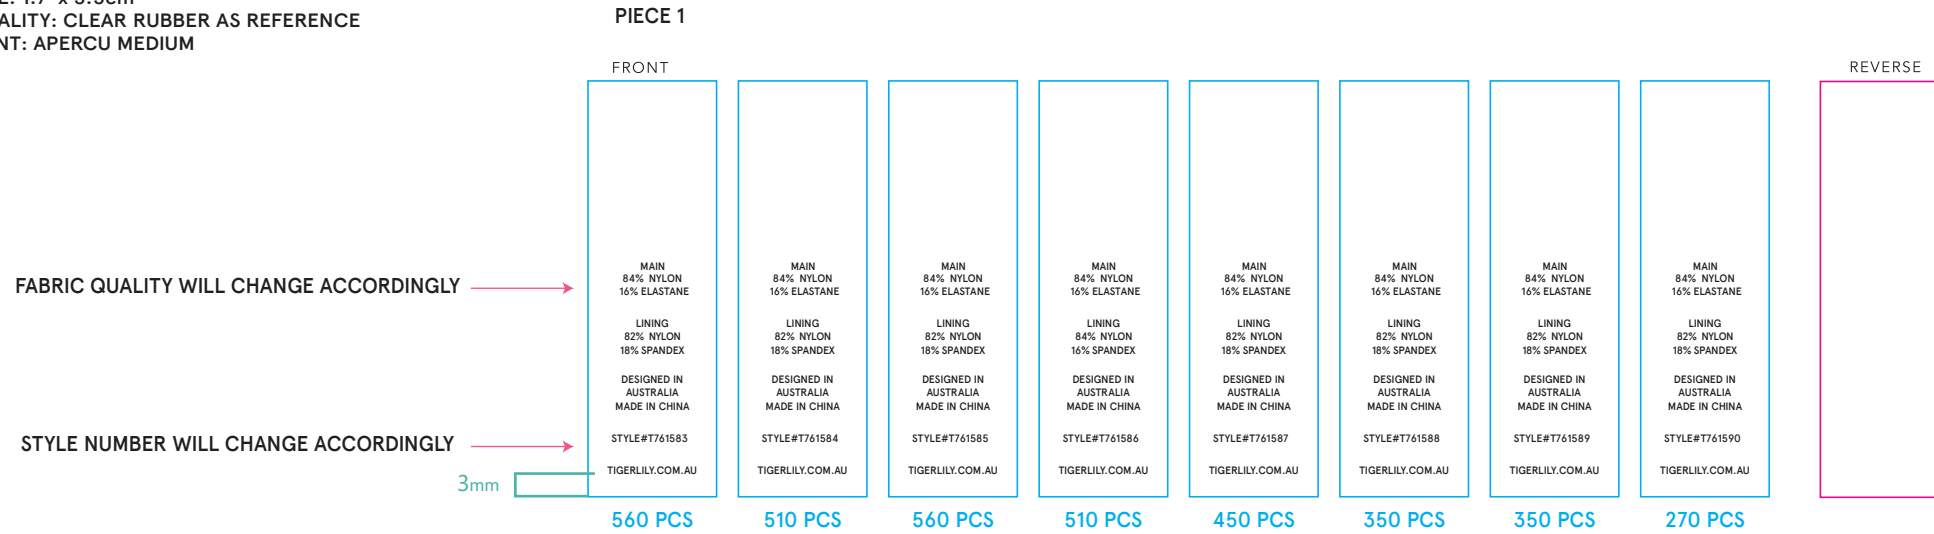 ALITY: CLEAR RUBBER AS REFERENCE
NT: APERCU MEDIUM
PIECE 1
FRONT
REVERSE
FABRIC QUALITY WILL CHANGE ACCORDINGLY
STYLE NUMBER WILL CHANGE ACCORDINGLY
3mm
MAIN
84% NYLON
16% ELASTANE
LINING
82% NYLON
18% SPANDEX
DESIGNED IN
AUSTRALIA
MADE IN CHINA
STYLE#T761583
TIGERLILY.COM.AU
560 PCS
MAIN
84% NYLON
16% ELASTANE
LINING
82% NYLON
18% SPANDEX
DESIGNED IN
AUSTRALIA
MADE IN CHINA
STYLE#T761584
TIGERLILY.COM.AU
510 PCS
MAIN
84% NYLON
16% ELASTANE
LINING
82% NYLON
18% SPANDEX
DESIGNED IN
AUSTRALIA
MADE IN CHINA
STYLE#T761585
TIGERLILY.COM.AU
560 PCS
MAIN
84% NYLON
16% ELASTANE
LINING
84% NYLON
16% SPANDEX
DESIGNED IN
AUSTRALIA
MADE IN CHINA
STYLE#T761586
TIGERLILY.COM.AU
510 PCS
MAIN
84% NYLON
16% ELASTANE
LINING
82% NYLON
18% SPANDEX
DESIGNED IN
AUSTRALIA
MADE IN CHINA
STYLE#T761587
TIGERLILY.COM.AU
450 PCS
MAIN
84% NYLON
16% ELASTANE
LINING
82% NYLON
18% SPANDEX
DESIGNED IN
AUSTRALIA
MADE IN CHINA
STYLE#T761588
TIGERLILY.COM.AU
350 PCS
MAIN
84% NYLON
16% ELASTANE
LINING
82% NYLON
18% SPANDEX
DESIGNED IN
AUSTRALIA
MADE IN CHINA
STYLE#T761589
TIGERLILY.COM.AU
350 PCS
MAIN
84% NYLON
16% ELASTANE
LINING
82% NYLON
18% SPANDEX
DESIGNED IN
AUSTRALIA
MADE IN CHINA
STYLE#T761590
TIGERLILY.COM.AU
270 PCS